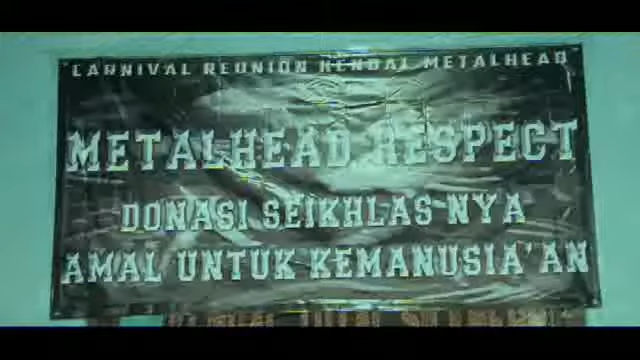 CARNIVAL REUNION KENDAL METALHEAD
METALHEAD RESPECT
DONASI SEIKHLAS-NYA
AMAL UNTUK KEMANUSIA'AN